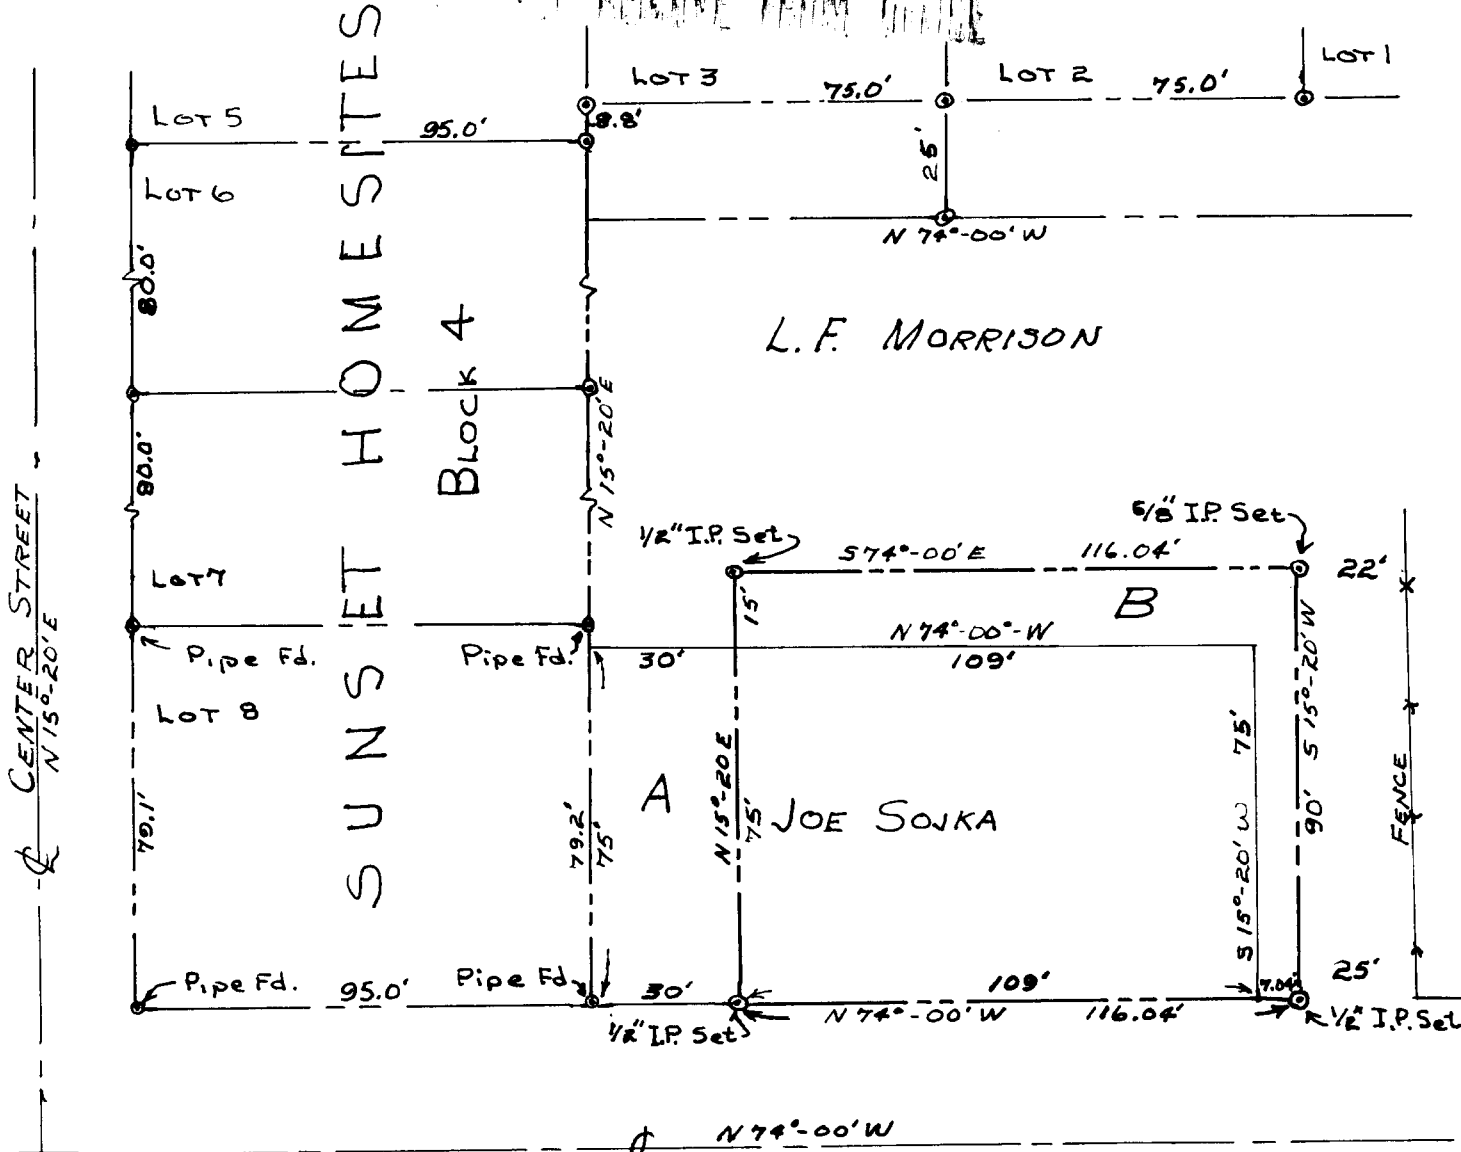 LOT 3
75.0'
LOT 2
75.0'
LOT 1
LOT 5
95.0'
8.8'
25'
LOT 6
N 74°-00' W
80.0'
SUNSET HOMESITES
BLOCK 4
L.F. MORRISON
N 15°-20' E
80.0'
CENTER STREET
N 15°-20' E
LOT 7
1/2" I.P. Set
S 74°-00' E
116.04'
5/8" I.P. Set
22'
15'
B
Pipe Fd.
Pipe Fd.
N 74°-00'-W
30'
109'
S 15°-20' W
90'
LOT 8
75'
S 15°-20' W
A
N 15°-20 E
75'
JOE SOJKA
79.1'
79.2'
75'
FENCE
Pipe Fd.
95.0'
Pipe Fd
30'
109'
7.04'
25'
1/2" I.P. Set
N 74°-00' W
116.04'
1/2" I.P. Set
N 74°-00' W